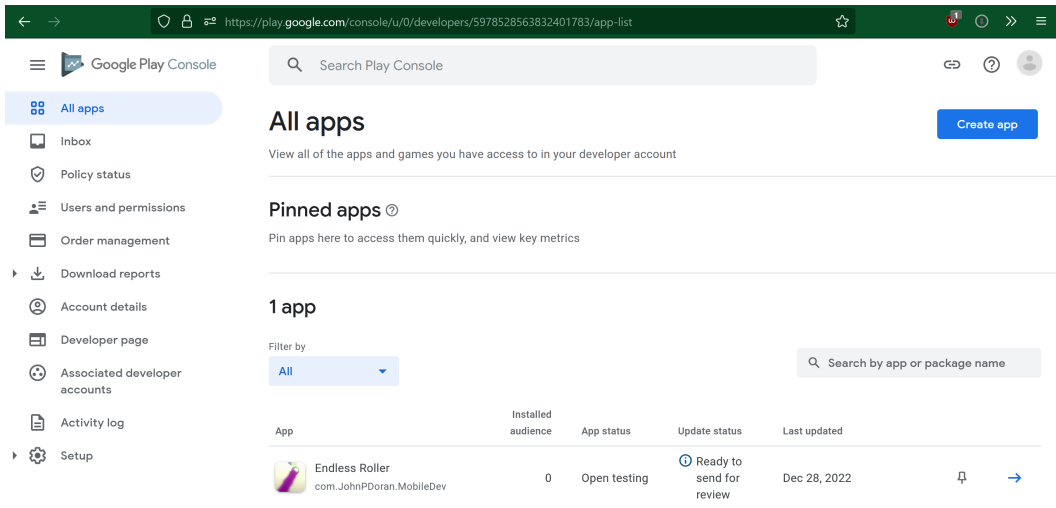 https://play.google.com/console/u/0/developers/5978528563832401783/app-list
1
Google Play Console
Search Play Console
All apps
Inbox
Policy status
Users and permissions
Order management
Download reports
Account details
Developer page
Associated developer
accounts
Activity log
Setup
All apps
Create app
View all of the apps and games you have access to in your developer account
Pinned apps
Pin apps here to access them quickly, and view key metrics
1 app
Filter by
All
Search by app or package name
App
Installed
audience
App status
Update status
Last updated
Endless Roller
com.JohnPDoran.MobileDev
0
Open testing
Ready to
send for
review
Dec 28, 2022